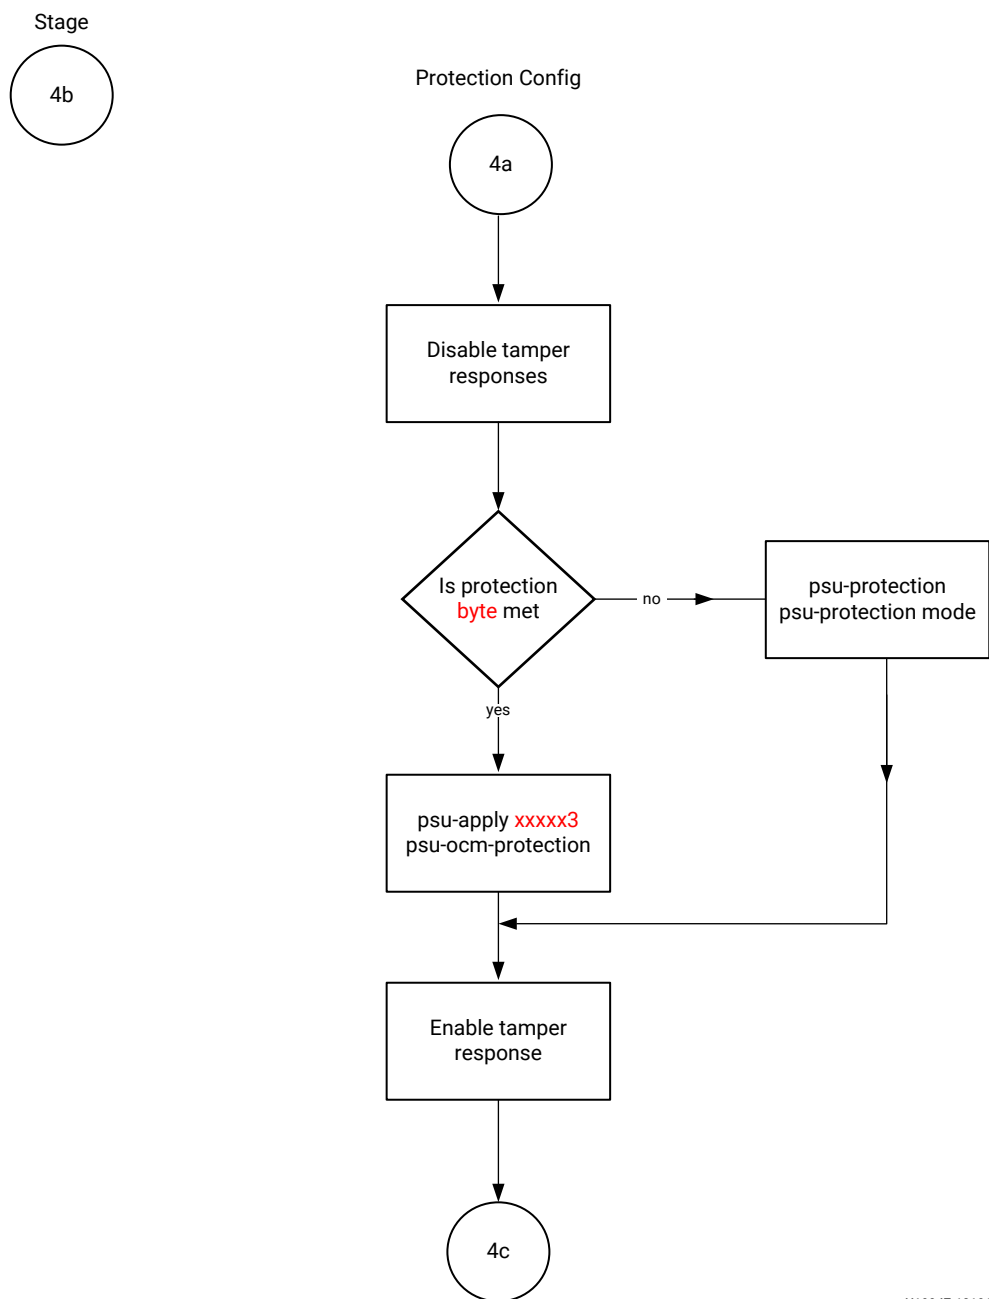 Stage
4b
Protection Config
4a
Disable tamper
responses
Is protection
byte met
no
psu-protection
psu-protection mode
yes
psu-apply xxxxx3
psu-ocm-protection
Enable tamper
response
4c